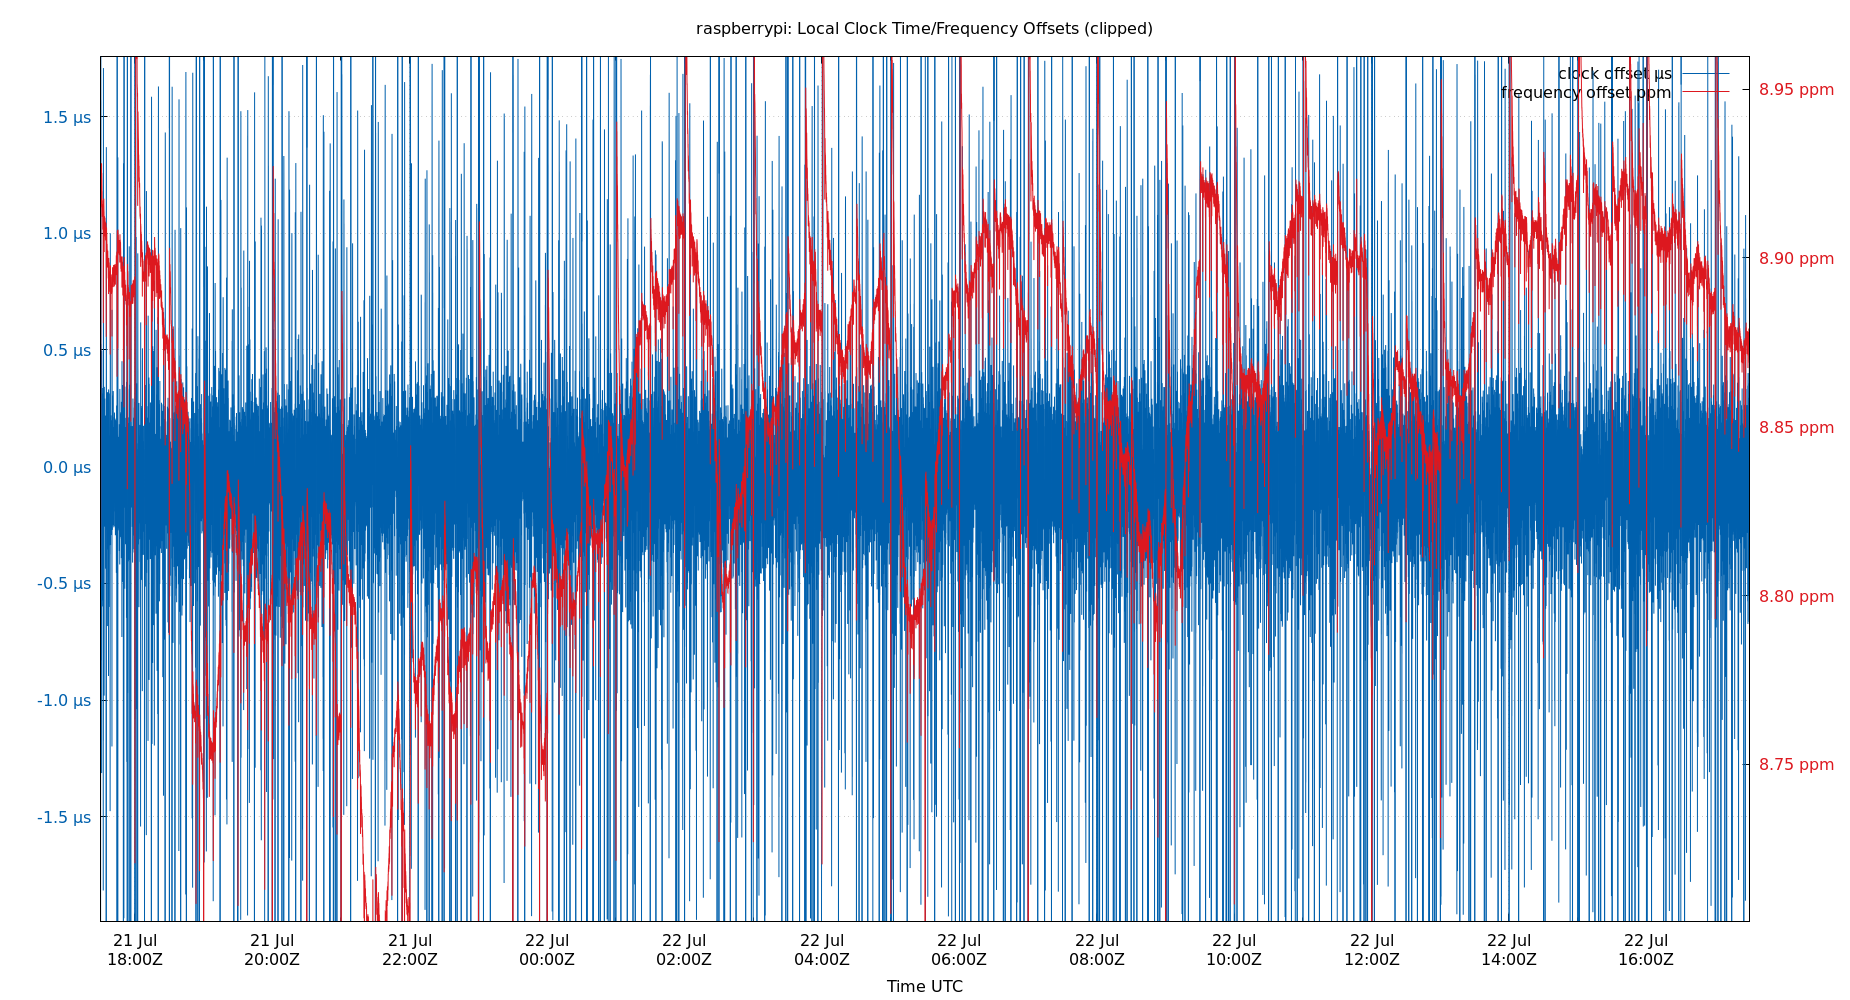 raspberrypi: Local Clock Time/Frequency Offsets (clipped)
clock offset µs
frequency offset ppm
1.5 µs
1.0 µs
0.5 µs
0.0 µs
-0.5 µs
-1.0 µs
-1.5 µs
8.95 ppm
8.90 ppm
8.85 ppm
8.80 ppm
8.75 ppm
21 Jul 21 Jul 21 Jul 22 Jul 22 Jul 22 Jul 22 Jul 22 Jul 22 Jul 22 Jul 22 Jul 22 Jul
18:00Z 20:00Z 22:00Z 00:00Z 02:00Z 04:00Z 06:00Z 08:00Z 10:00Z 12:00Z 14:00Z 16:00Z
Time UTC